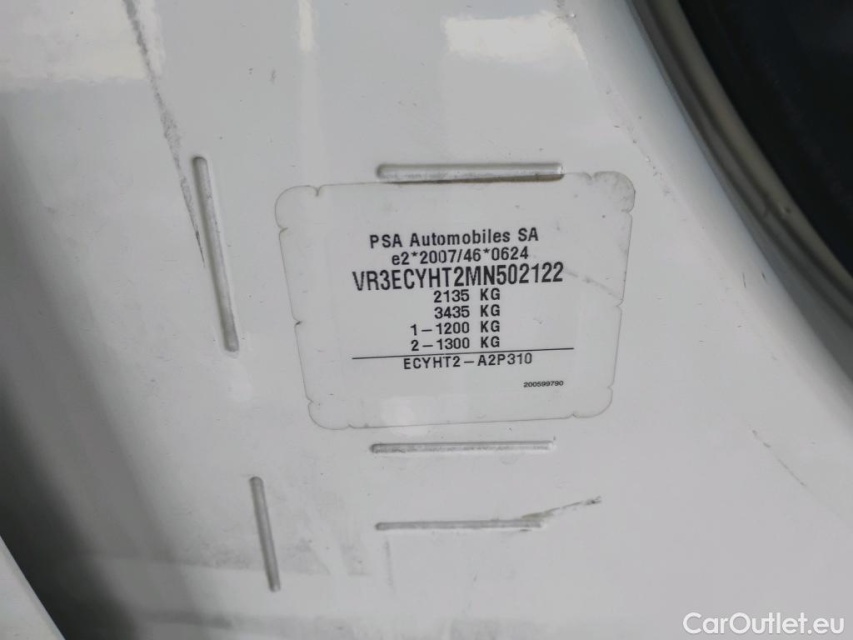 PSA Automobiles SA
e2*2007/46*0624
VR3ECYHT2MN502122
2135 KG
3435 KG
1-1200 KG
2-1300 KG
ECYHT2-A2P310
200599790
CarOutlet.eu